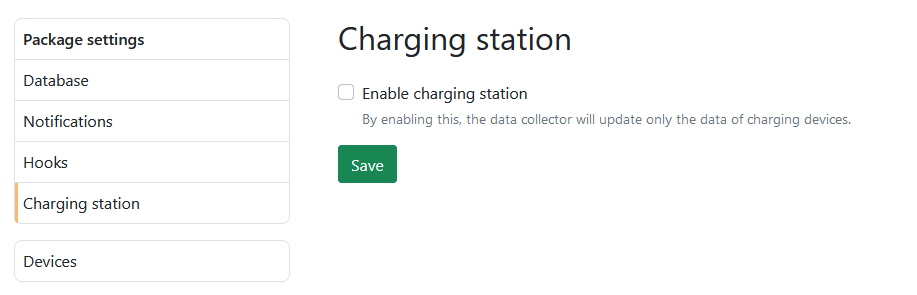 Package settings
Database
Notifications
Hooks
Charging station
Devices
Charging station
Enable charging station
By enabling this, the data collector will update only the data of charging devices.
Save